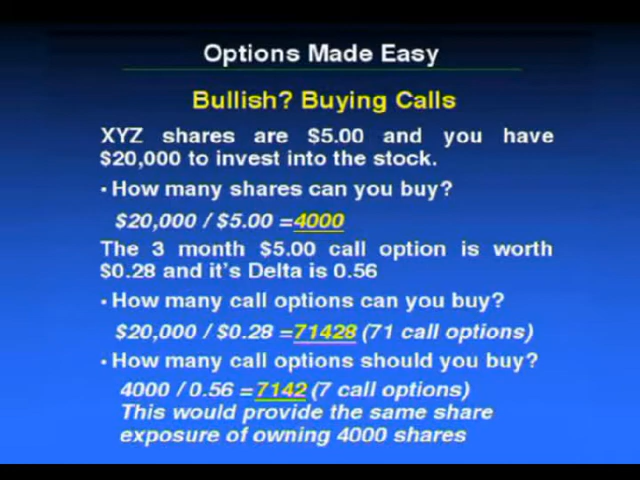 Options Made Easy
Bullish? Buying Calls
XYZ shares are $5.00 and you have
$20,000 to invest into the stock.
• How many shares can you buy?
$20,000 / $5.00 =4000
The 3 month $5.00 call option is worth
$0.28 and it's Delta is 0.56
• How many call options can you buy?
$20,000 / $0.28 =71428 (71 call options)
• How many call options should you buy?
4000 / 0.56 =7142 (7 call options)
This would provide the same share
exposure of owning 4000 shares